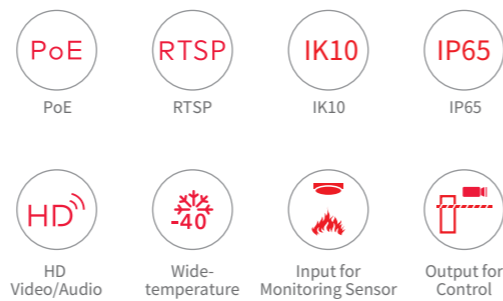 PoE RTSP IK10 IP65
PoE RTSP IK10 IP65
HD -40
HD Wide- Input for Output for
Video/Audio temperature Monitoring Sensor Control